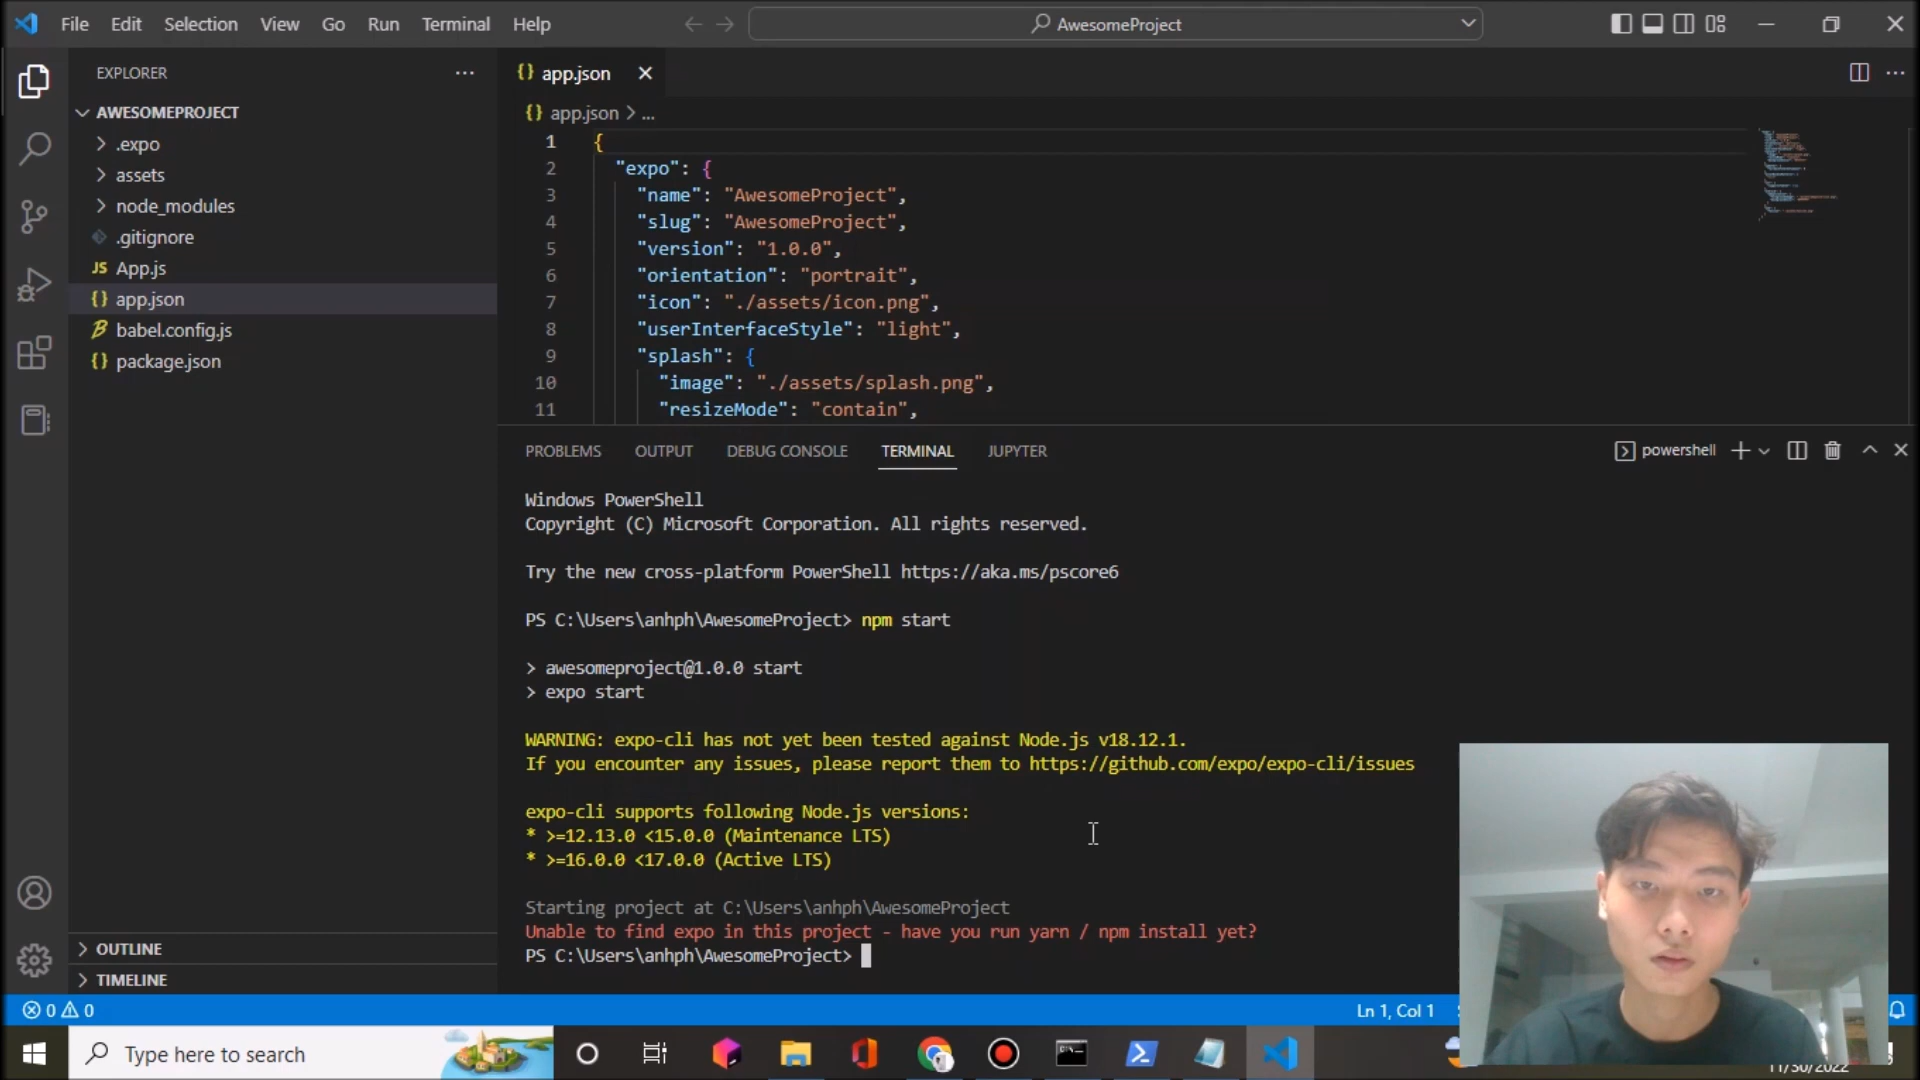 File Edit Selection View Go Run Terminal Help
AwesomeProject
EXPLORER
AWESOMEPROJECT
.expo
assets
node_modules
.gitignore
JS App.js
{} app.json
babel.config.js
{} package.json
OUTLINE
TIMELINE
{} app.json
{} app.json > ...
1 {
2 "expo": {
3 "name": "AwesomeProject",
4 "slug": "AwesomeProject",
5 "version": "1.0.0",
6 "orientation": "portrait",
7 "icon": "./assets/icon.png",
8 "userInterfaceStyle": "light",
9 "splash": {
10 "image": "./assets/splash.png",
11 "resizeMode": "contain",
PROBLEMS OUTPUT DEBUG CONSOLE TERMINAL JUPYTER
powershell
Windows PowerShell
Copyright (C) Microsoft Corporation. All rights reserved.
Try the new cross-platform PowerShell https://aka.ms/pscore6
PS C:\Users\anhph\AwesomeProject> npm start
> awesomeproject@1.0.0 start
> expo start
WARNING: expo-cli has not yet been tested against Node.js v18.12.1.
If you encounter any issues, please report them to https://github.com/expo/expo-cli/issues
expo-cli supports following Node.js versions:
* >=12.13.0 <15.0.0 (Maintenance LTS)
* >=16.0.0 <17.0.0 (Active LTS)
Starting project at C:\Users\anhph\AwesomeProject
Unable to find expo in this project - have you run yarn / npm install yet?
PS C:\Users\anhph\AwesomeProject>
0 0
Ln 1, Col 1
Type here to search
11/30/2022